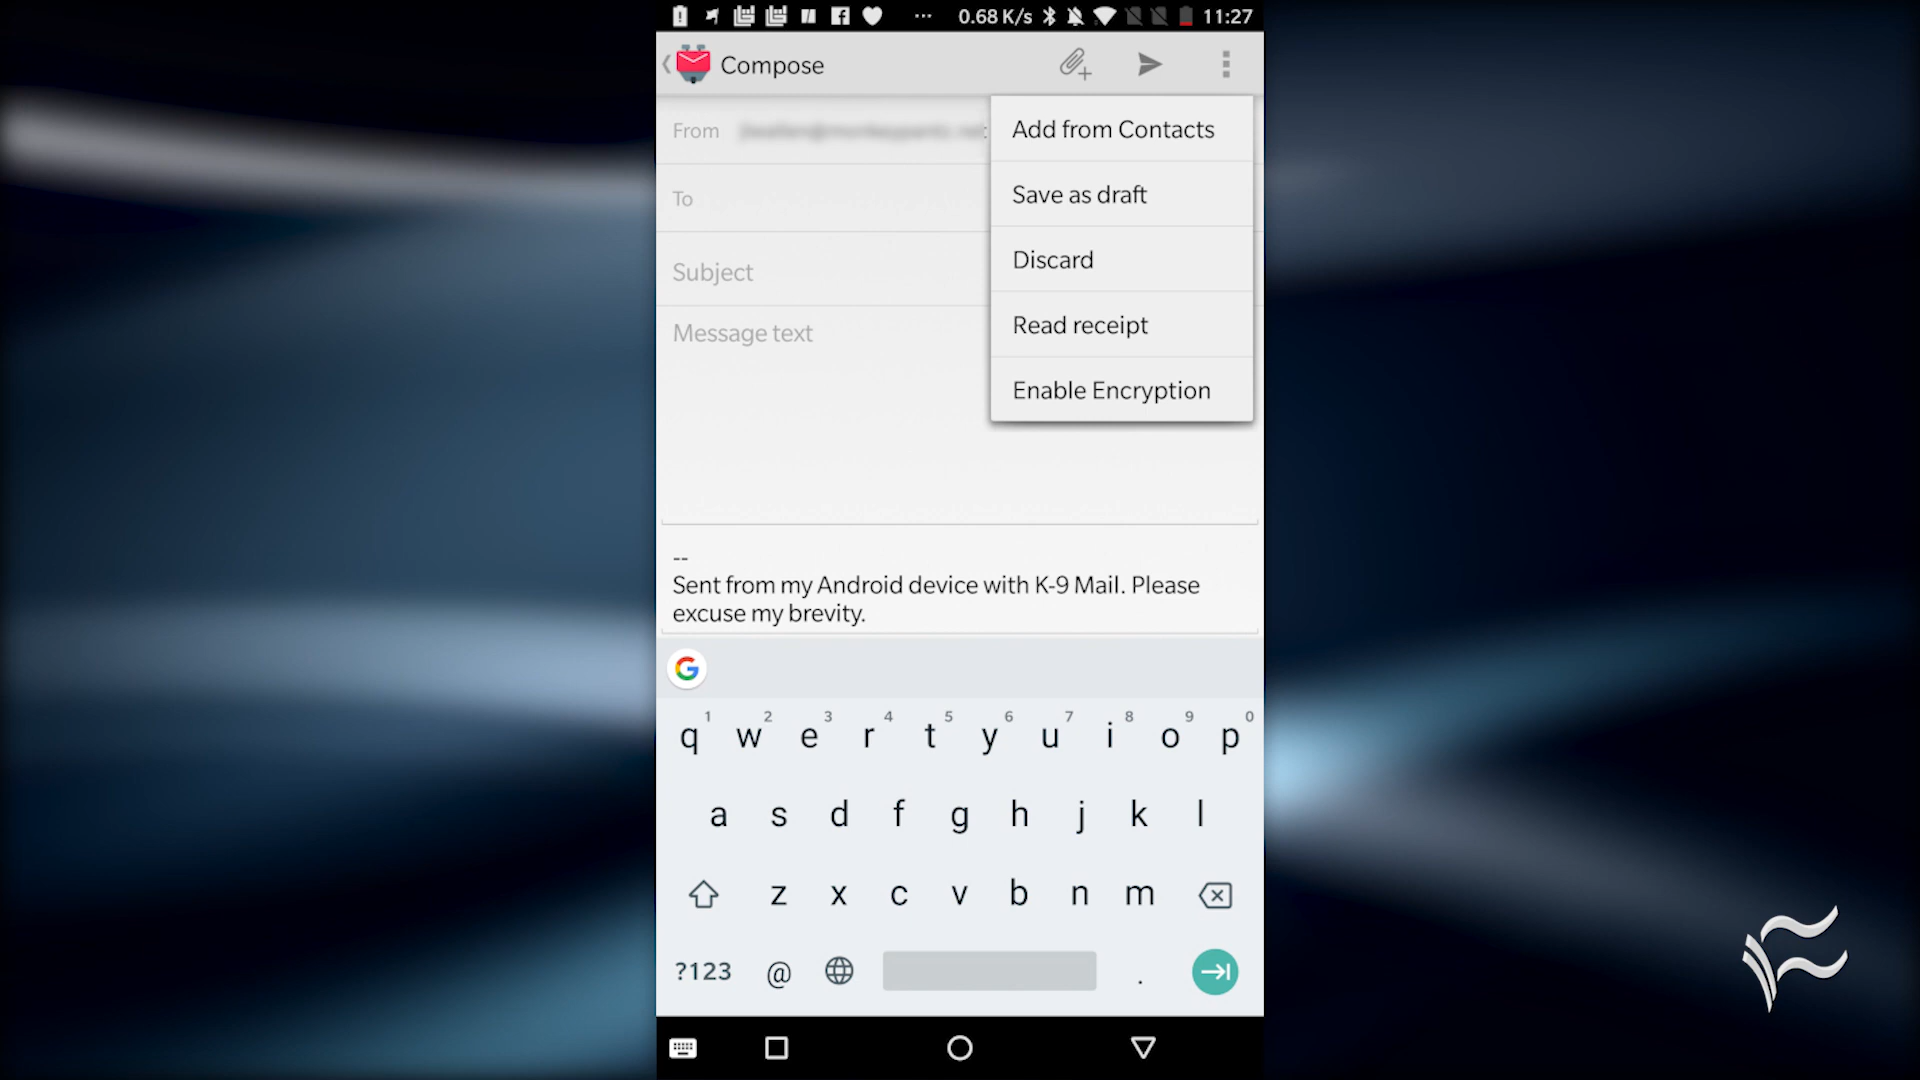 0.68 K/s 11:27
Compose
From
To
Subject
Message text
Add from Contacts
Save as draft
Discard
Read receipt
Enable Encryption
--
Sent from my Android device with K-9 Mail. Please
excuse my brevity.
1 2 3 4 5 6 7 8 9 0
q w e r t y u i o p
a s d f g h j k l
z x c v b n m
?123 @ .